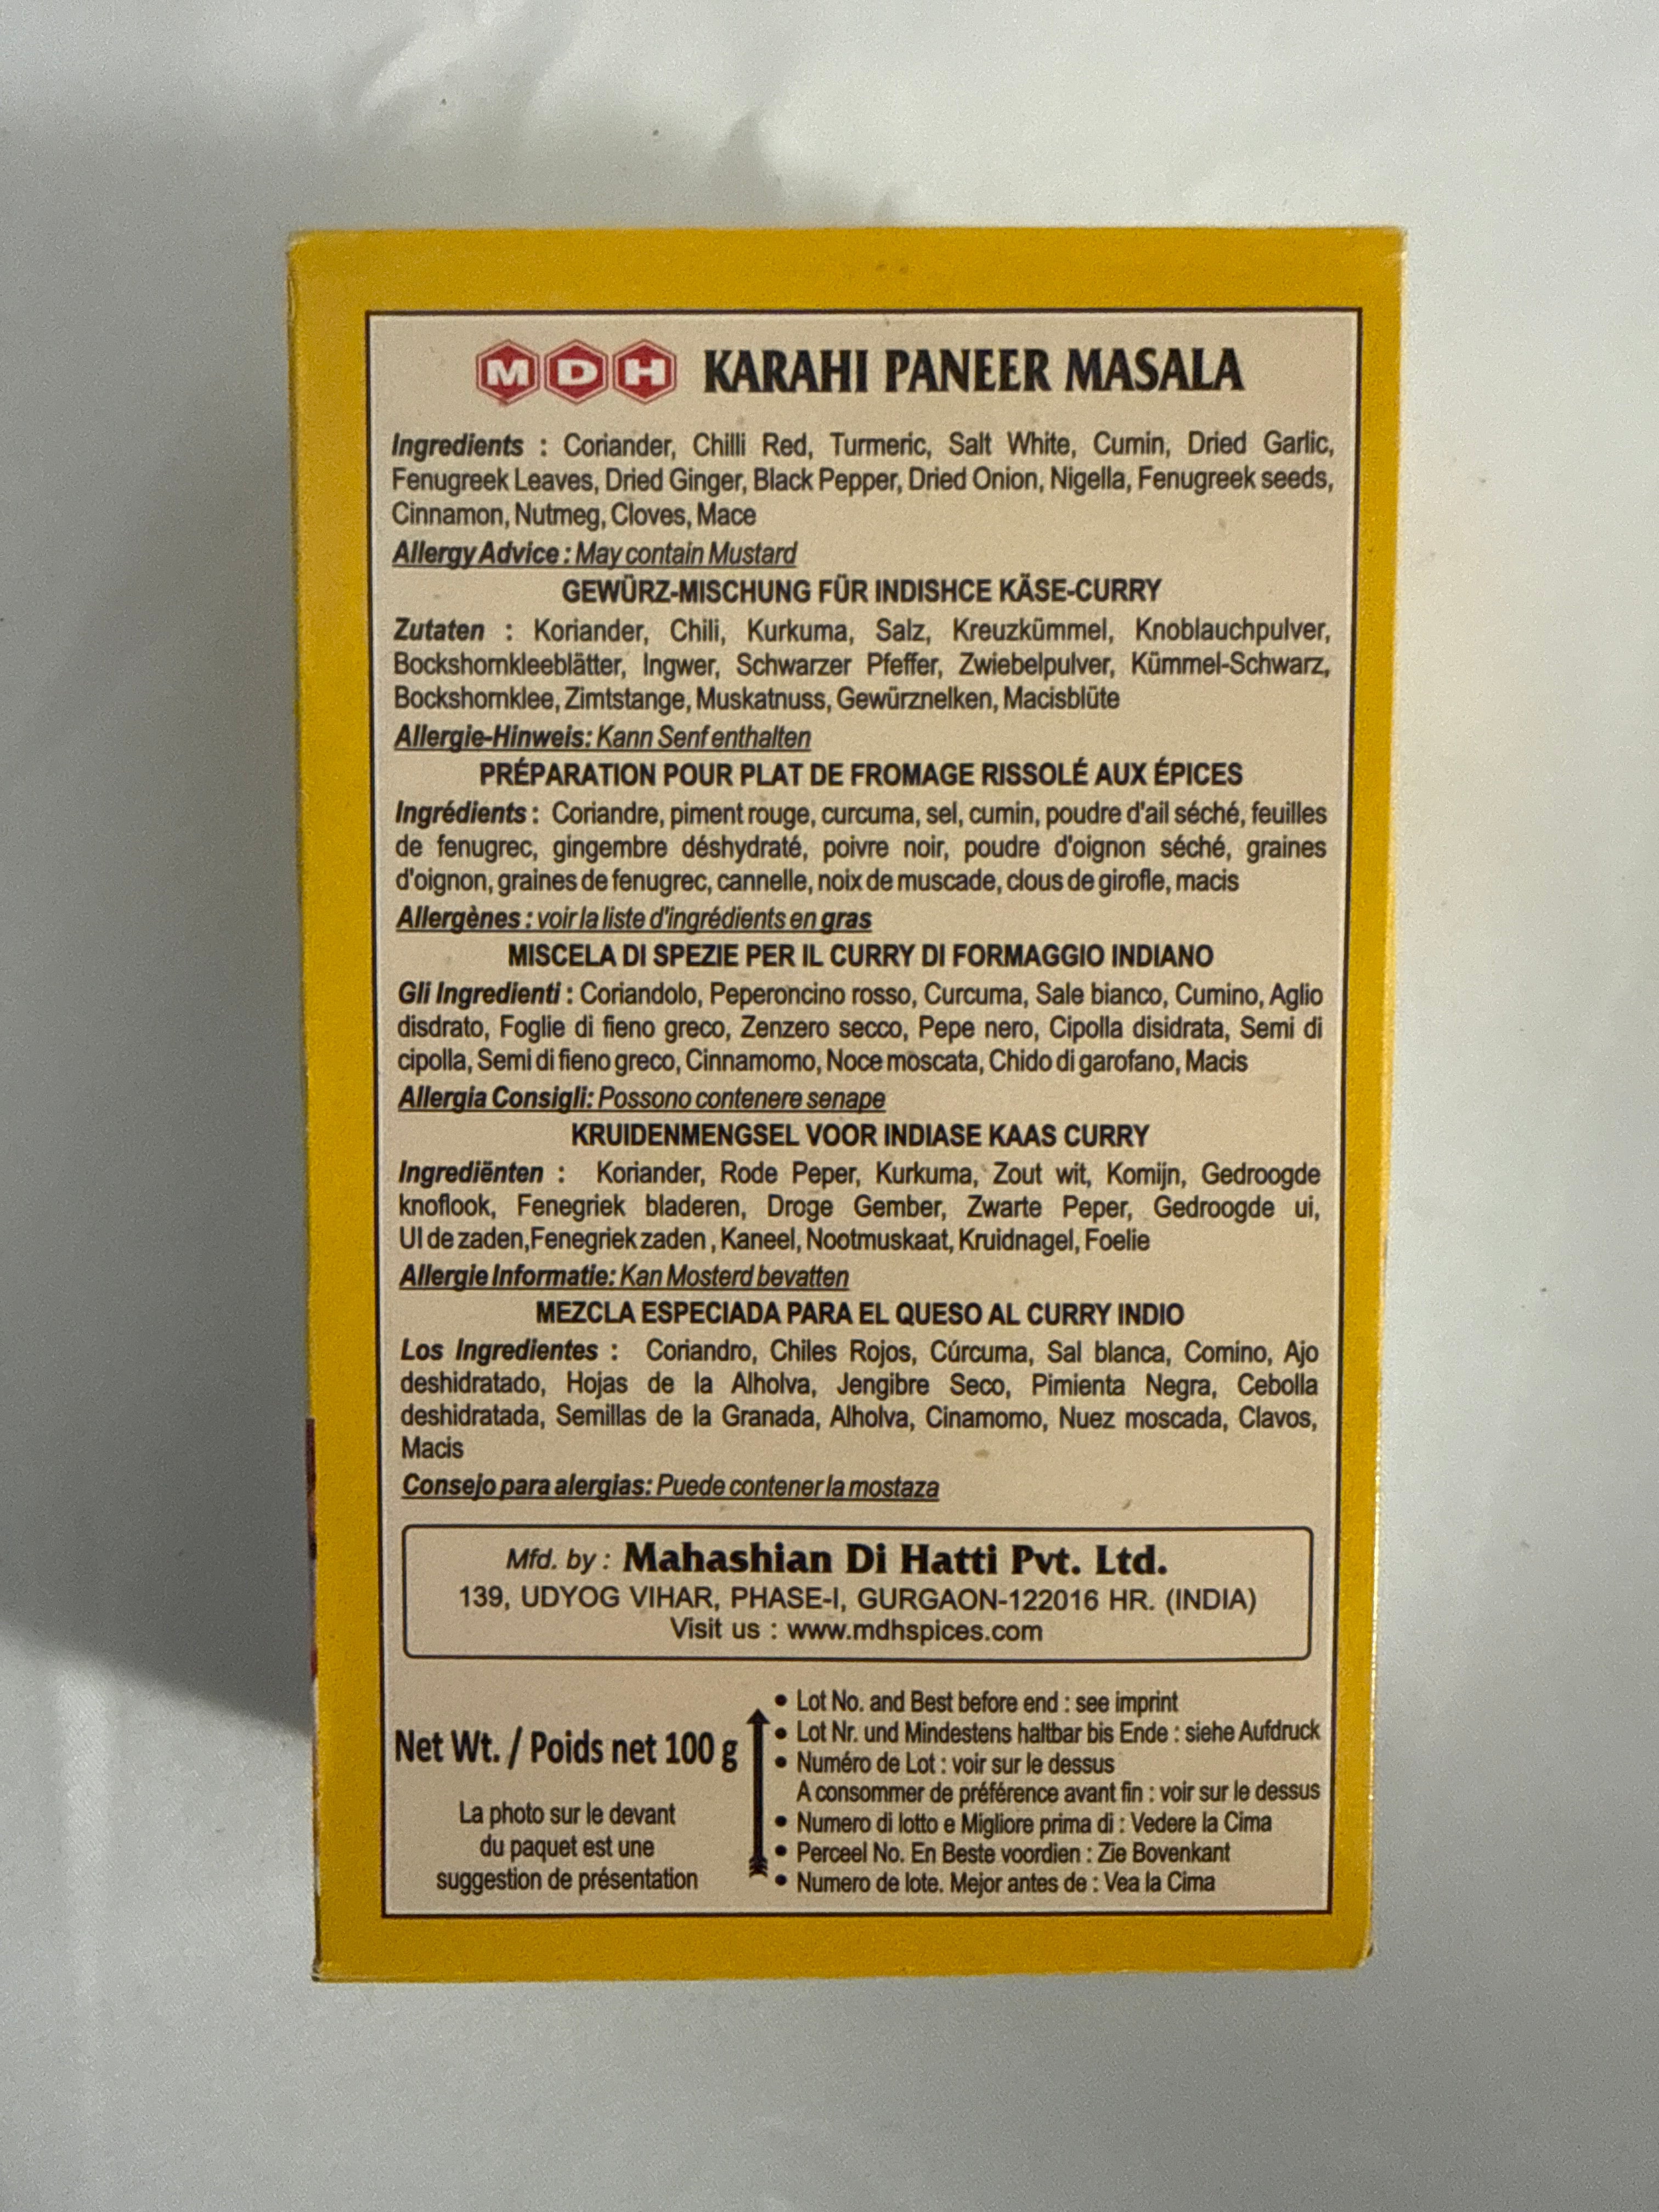 MDH KARAHI PANEER MASALA
Ingredients : Coriander, Chilli Red, Turmeric, Salt White, Cumin, Dried Garlic,
Fenugreek Leaves, Dried Ginger, Black Pepper, Dried Onion, Nigella, Fenugreek seeds,
Cinnamon, Nutmeg, Cloves, Mace
Allergy Advice : May contain Mustard
GEWÜRZ-MISCHUNG FÜR INDISHCE KÄSE-CURRY
Zutaten : Koriander, Chili, Kurkuma, Salz, Kreuzkümmel, Knoblauchpulver,
Bockshornkleeblätter, Ingwer, Schwarzer Pfeffer, Zwiebelpulver, Kümmel-Schwarz,
Bockshornklee, Zimtstange, Muskatnuss, Gewürznelken, Macisblüte
Allergie-Hinweis: Kann Senf enthalten
PRÉPARATION POUR PLAT DE FROMAGE RISSOLÉ AUX ÉPICES
Ingrédients : Coriandre, piment rouge, curcuma, sel, cumin, poudre d'ail séché, feuilles
de fenugrec, gingembre déshydraté, poivre noir, poudre d'oignon séché, graines
d'oignon, graines de fenugrec, cannelle, noix de muscade, clous de girofle, macis
Allergènes : voir la liste d'ingrédients en gras
MISCELA DI SPEZIE PER IL CURRY DI FORMAGGIO INDIANO
Gli Ingredienti : Coriandolo, Peperoncino rosso, Curcuma, Sale bianco, Cumino, Aglio
disdrato, Foglie di fieno greco, Zenzero secco, Pepe nero, Cipolla disidrata, Semi di
cipolla, Semi di fieno greco, Cinnamomo, Noce moscata, Chido di garofano, Macis
Allergia Consigli: Possono contenere senape
KRUIDENMENGSEL VOOR INDIASE KAAS CURRY
Ingrediënten : Koriander, Rode Peper, Kurkuma, Zout wit, Komijn, Gedroogde
knoflook, Fenegriek bladeren, Droge Gember, Zwarte Peper, Gedroogde ui,
UI de zaden,Fenegriek zaden , Kaneel, Nootmuskaat, Kruidnagel, Foelie
Allergie Informatie: Kan Mosterd bevatten
MEZCLA ESPECIADA PARA EL QUESO AL CURRY INDIO
Los Ingredientes : Coriandro, Chiles Rojos, Cúrcuma, Sal blanca, Comino, Ajo
deshidratado, Hojas de la Alholva, Jengibre Seco, Pimienta Negra, Cebolla
deshidratada, Semillas de la Granada, Alholva, Cinamomo, Nuez moscada, Clavos,
Macis
Consejo para alergias: Puede contener la mostaza
Mfd. by : Mahashian Di Hatti Pvt. Ltd.
139, UDYOG VIHAR, PHASE-I, GURGAON-122016 HR. (INDIA)
Visit us : www.mdhspices.com
Net Wt. / Poids net 100 g
La photo sur le devant
du paquet est une
suggestion de présentation
• Lot No. and Best before end : see imprint
• Lot Nr. und Mindestens haltbar bis Ende : siehe Aufdruck
• Numéro de Lot : voir sur le dessus
A consommer de préférence avant fin : voir sur le dessus
• Numero di lotto e Migliore prima di : Vedere la Cima
• Perceel No. En Beste voordien : Zie Bovenkant
• Numero de lote. Mejor antes de : Vea la Cima